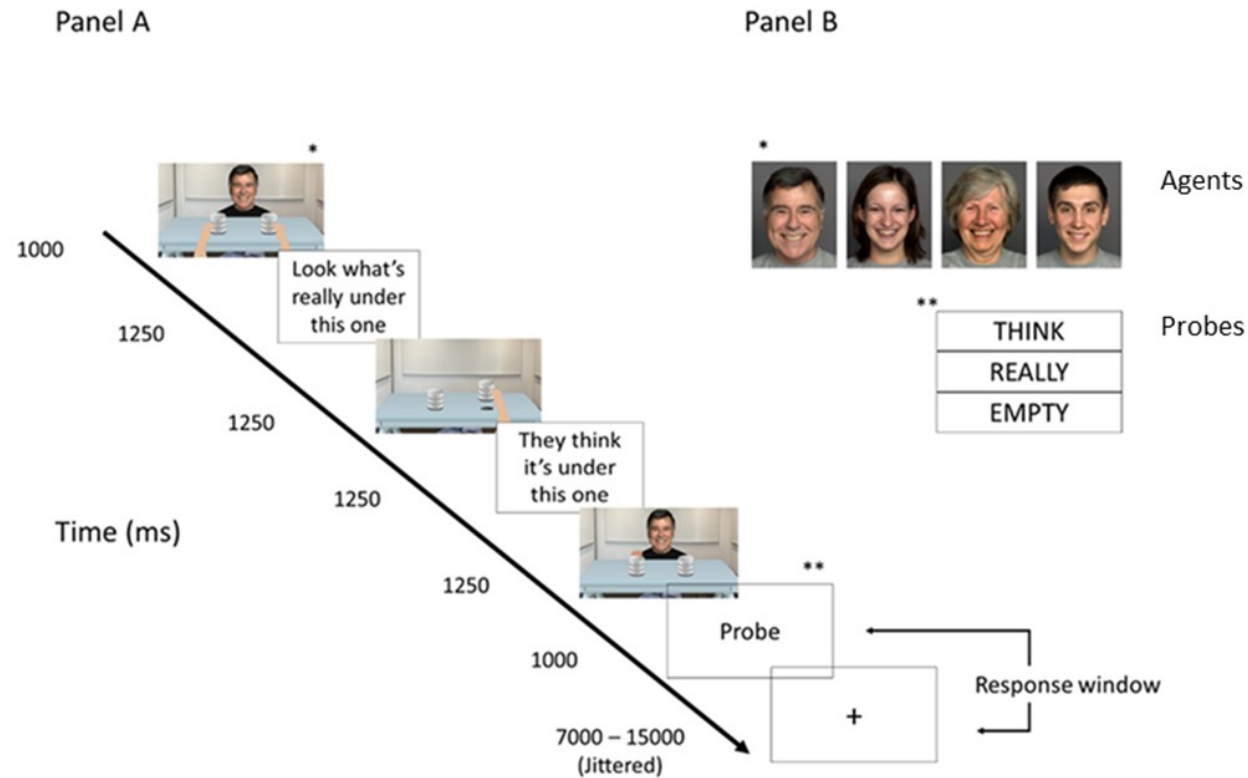 Panel A
Panel B
*
*
Agents
1000
Look what's
really under
this one
**
Probes
THINK
REALLY
EMPTY
1250
1250
They think
it's under
this one
1250
Time (ms)
**
1250
Probe
1000
Response window
+
7000 – 15000
(Jittered)